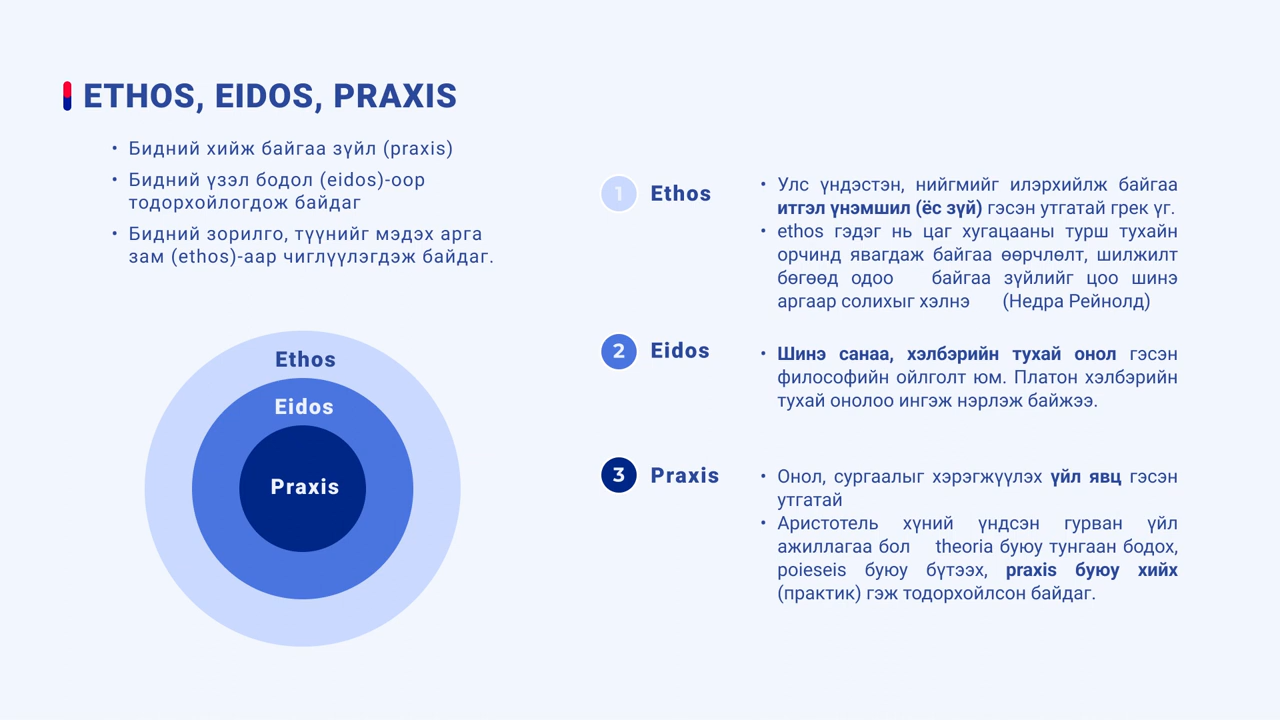 ETHOS, EIDOS, PRAXIS
• Бидний хийж байгаа зүйл (praxis)
• Бидний үзэл бодол (eidos)-оор
тодорхойлогдож байдаг
• Бидний зорилго, түүнийг мэдэх арга
зам (ethos)-аар чиглүүлэгдэж байдаг.
Ethos
Eidos
Praxis
1 Ethos
• Улс үндэстэн, нийгмийг илэрхийлж байгаа
итгэл үнэмшил (ёс зүй) гэсэн утгатай грек үг.
• ethos гэдэг нь цаг хугацааны турш тухайн
орчинд явагдаж байгаа өөрчлөлт, шилжилт
бөгөөд одоо байгаа зүйлийг цоо шинэ
аргаар солихыг хэлнэ (Недра Рейнолд)
2 Eidos
• Шинэ санаа, хэлбэрийн тухай онол гэсэн
философийн ойлголт юм. Платон хэлбэрийн
тухай онолоо ингэж нэрлэж байжээ.
3 Praxis
• Онол, сургаалыг хэрэгжүүлэх үйл явц гэсэн
утгатай
• Аристотель хүний үндсэн гурван үйл
ажиллагаа бол theoria буюу тунгаан бодох,
poieseis буюу бүтээх, praxis буюу хийх
(практик) гэж тодорхойлсон байдаг.